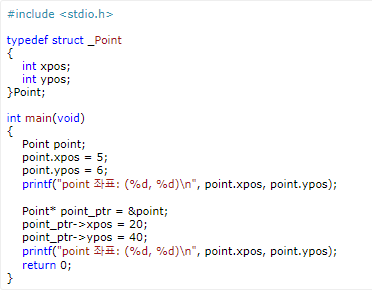 #include <stdio.h>
typedef struct _Point
{
int xpos;
int ypos;
}Point;
int main(void)
{
Point point;
point.xpos = 5;
point.ypos = 6;
printf("point 좌표: (%d, %d)\n", point.xpos, point.ypos);
Point* point_ptr = &point;
point_ptr->xpos = 20;
point_ptr->ypos = 40;
printf("point 좌표: (%d, %d)\n", point.xpos, point.ypos);
return 0;
}